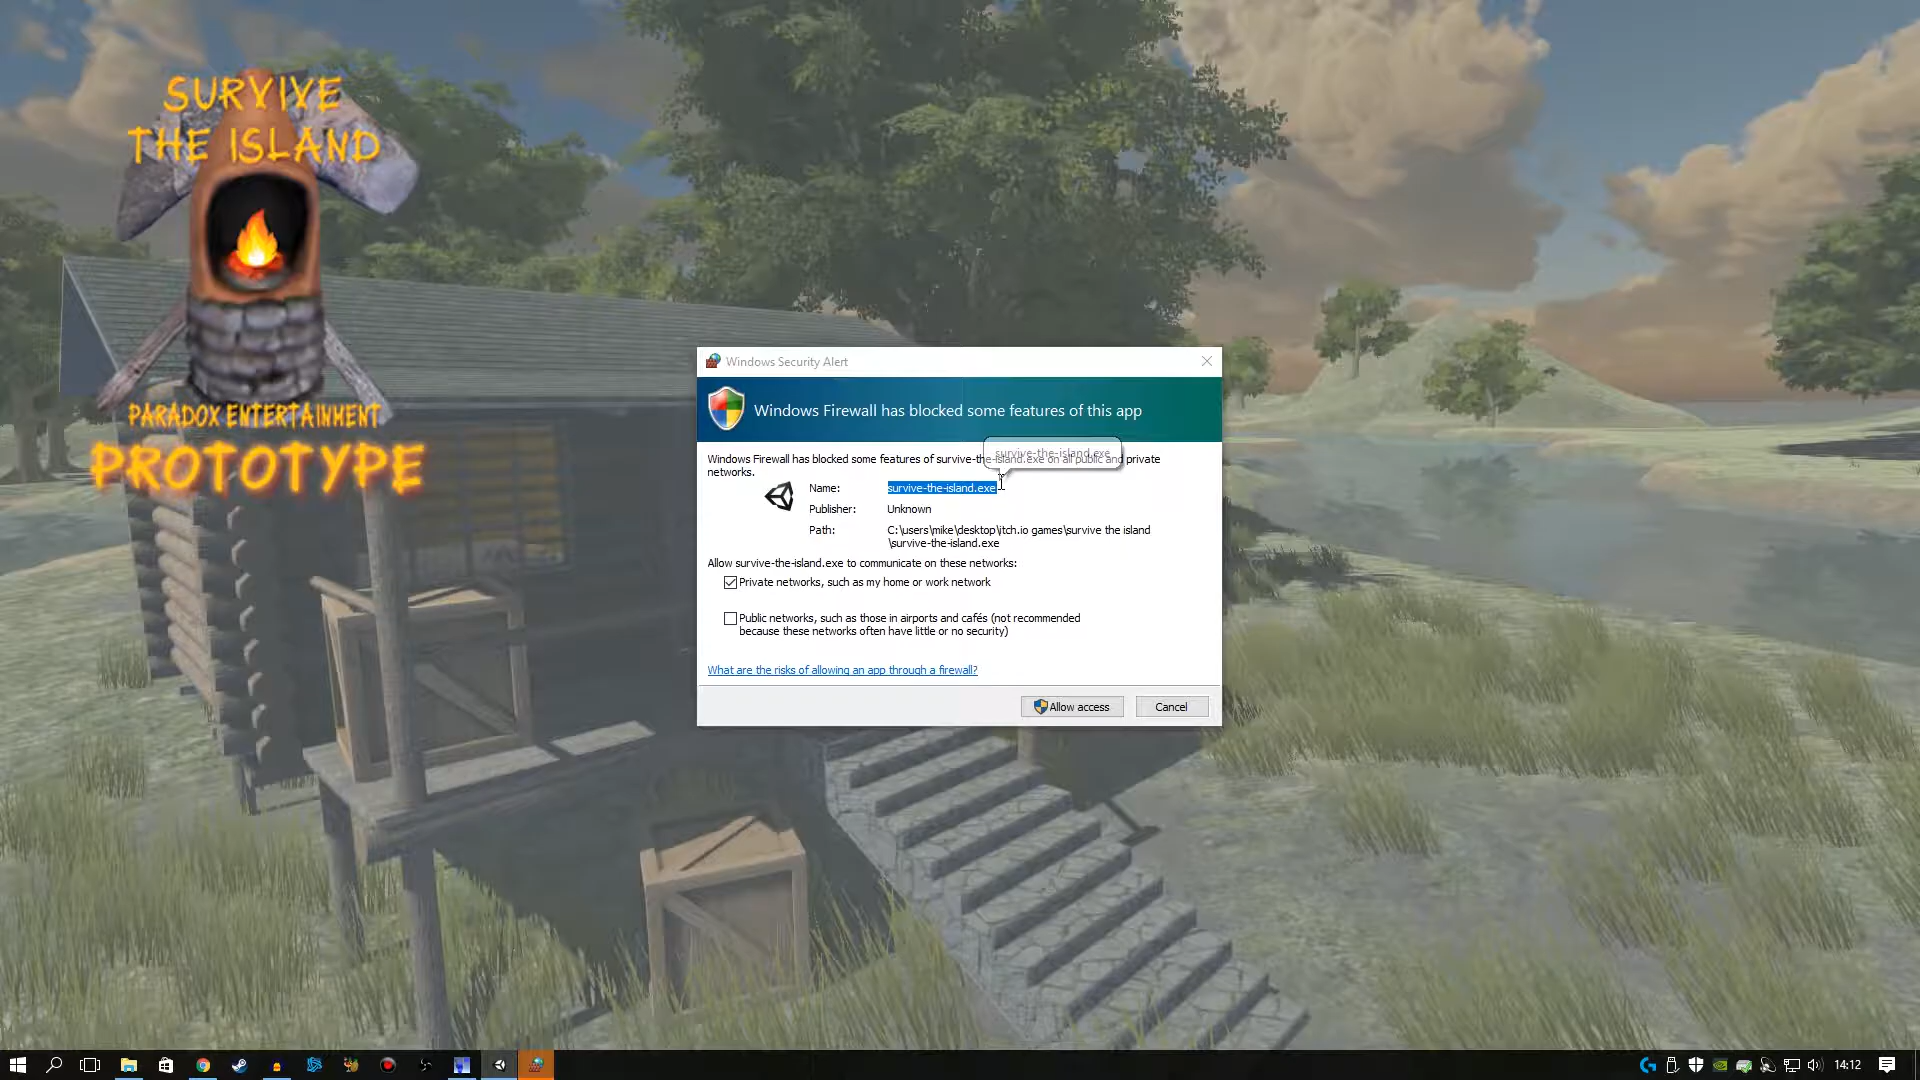 SURVIVE
THE ISLAND
PARADOX ENTERTAINMENT
PROTOTYPE
Windows Security Alert
Windows Firewall has blocked some features of this app
Windows Firewall has blocked some features of survive-the-island.exe on all public and private
networks.
survive-the-island.exe
Name: survive-the-island.exe
Publisher: Unknown
Path: C:\users\mike\desktop\itch.io games\survive the island
\survive-the-island.exe
Allow survive-the-island.exe to communicate on these networks:
Private networks, such as my home or work network
Public networks, such as those in airports and cafés (not recommended
because these networks often have little or no security)
What are the risks of allowing an app through a firewall?
Allow access
Cancel
14:12